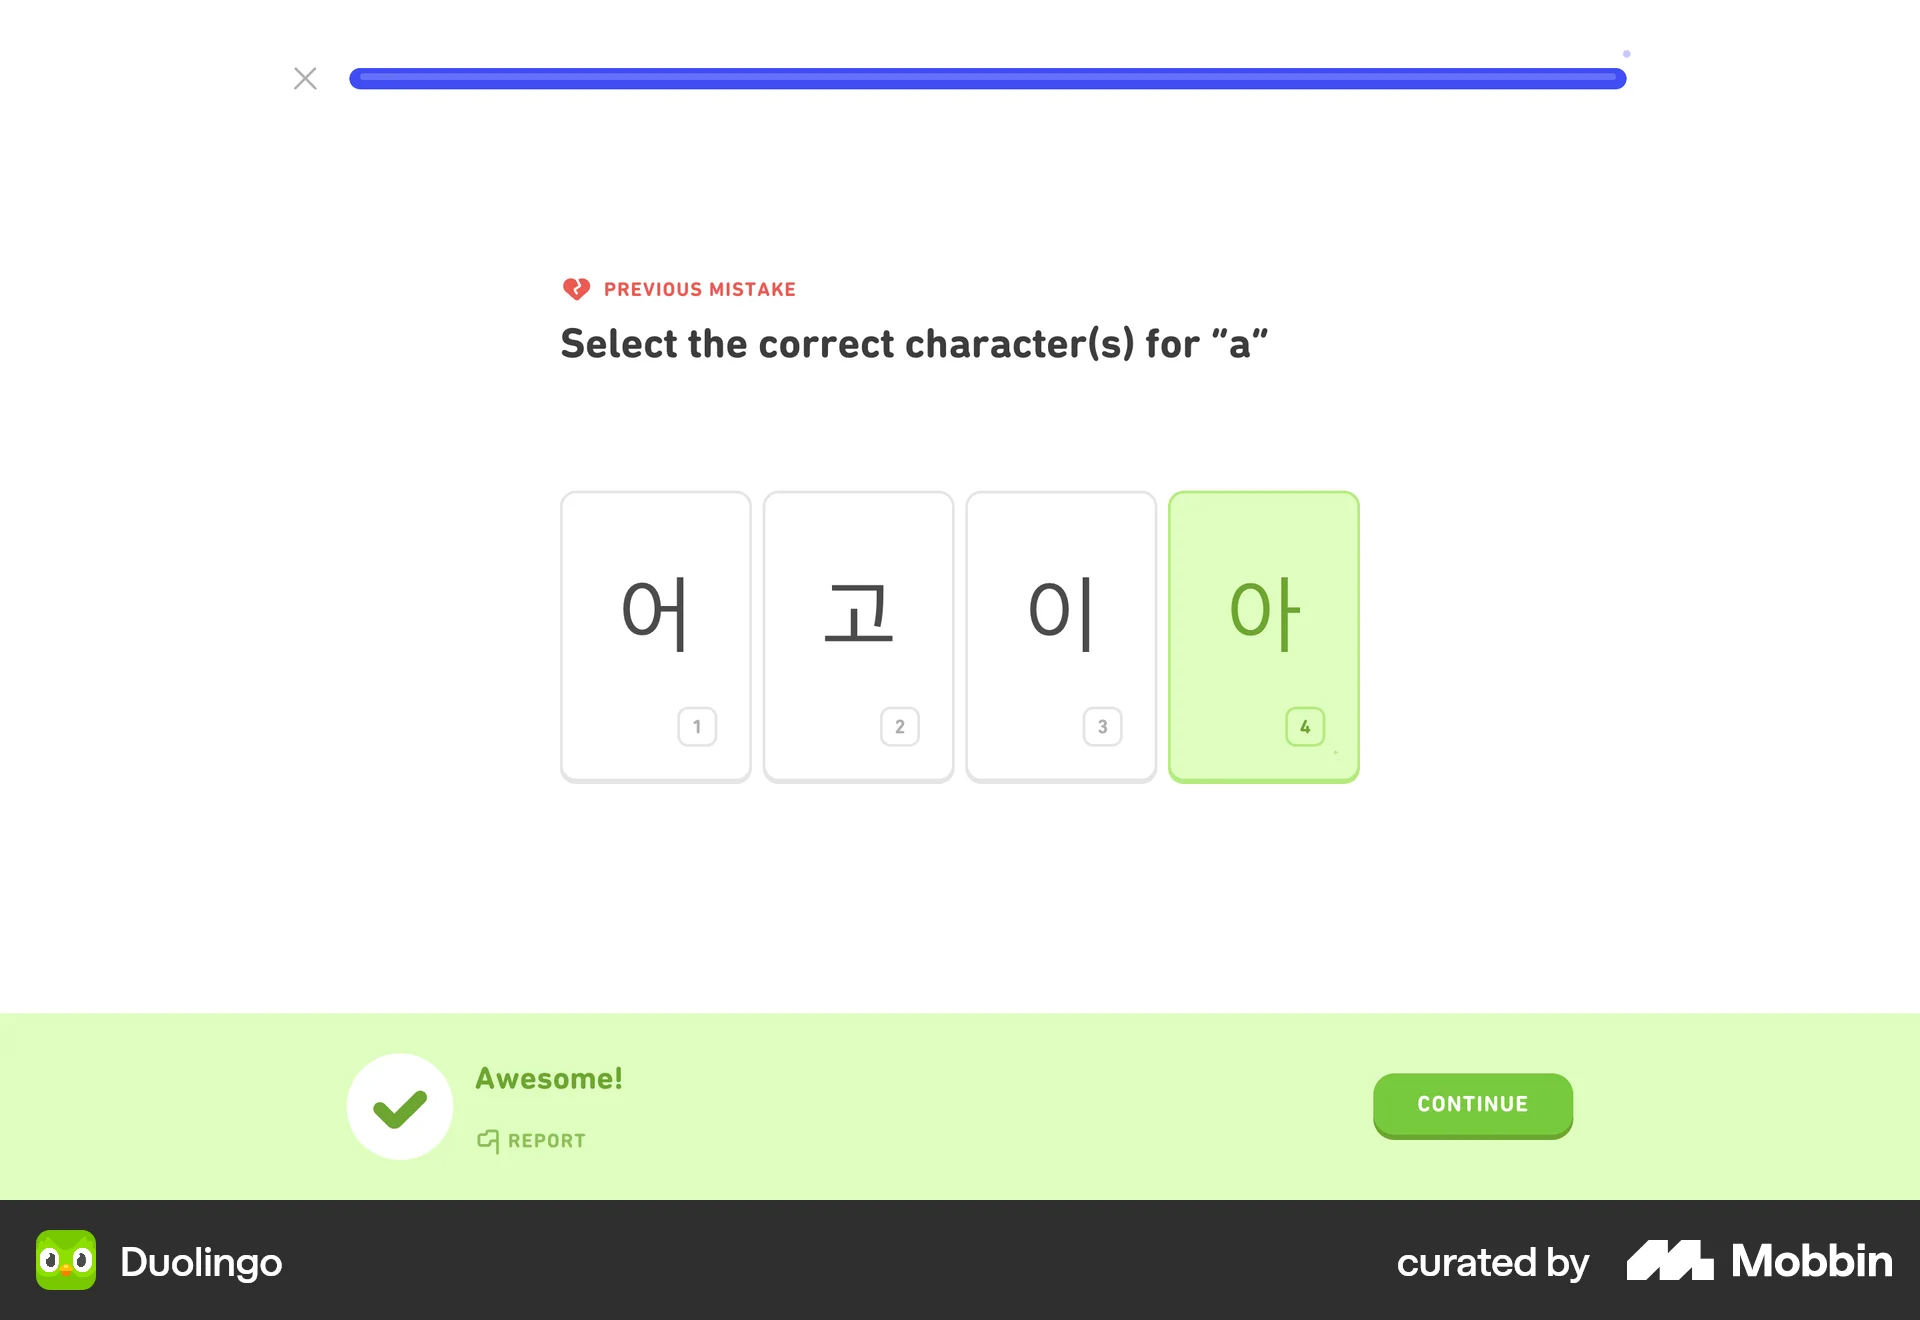 PREVIOUS MISTAKE
Select the correct character(s) for “a”
어 고 이 아
1 2 3 4
Awesome!
REPORT
CONTINUE
Duolingo
curated by Mobbin